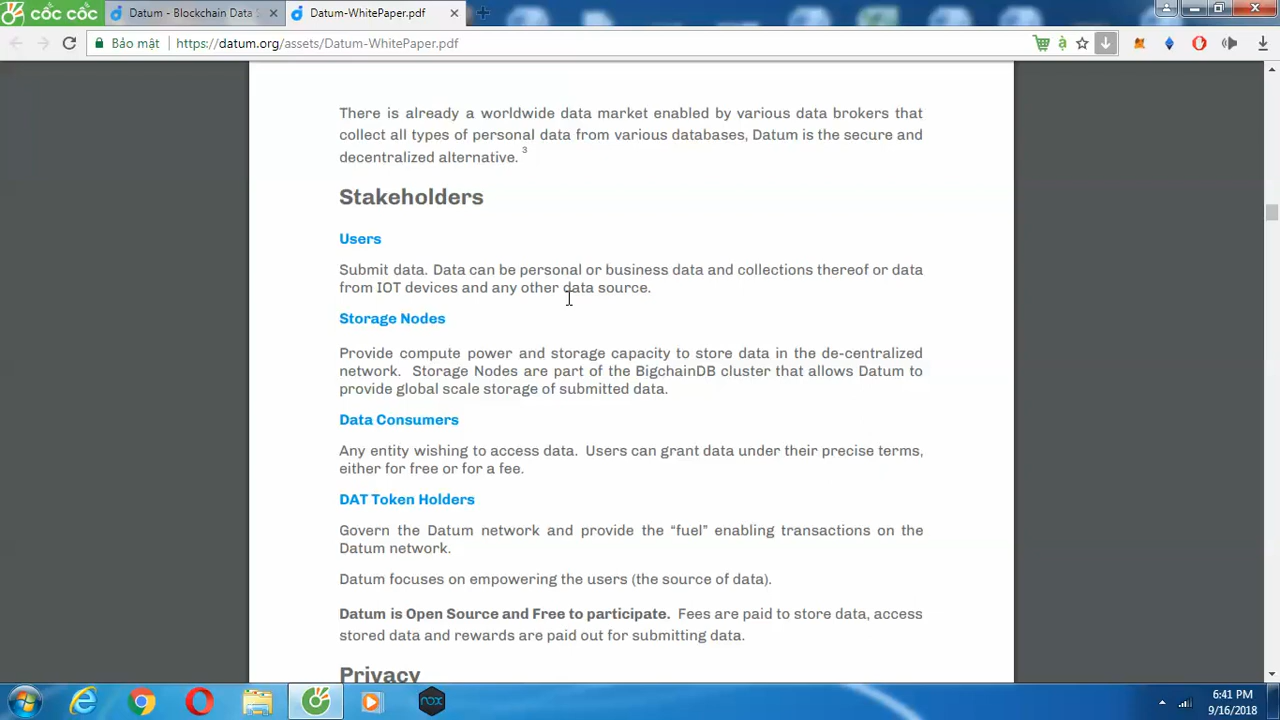 cốc cốc
Datum - Blockchain Data S
Datum-WhitePaper.pdf
Bảo mật
https://datum.org/assets/Datum-WhitePaper.pdf
There is already a worldwide data market enabled by various data brokers that
collect all types of personal data from various databases, Datum is the secure and
decentralized alternative. 3
Stakeholders
Users
Submit data. Data can be personal or business data and collections thereof or data
from IOT devices and any other data source.
Storage Nodes
Provide compute power and storage capacity to store data in the de-centralized
network. Storage Nodes are part of the BigchainDB cluster that allows Datum to
provide global scale storage of submitted data.
Data Consumers
Any entity wishing to access data. Users can grant data under their precise terms,
either for free or for a fee.
DAT Token Holders
Govern the Datum network and provide the “fuel” enabling transactions on the
Datum network.
Datum focuses on empowering the users (the source of data).
Datum is Open Source and Free to participate. Fees are paid to store data, access
stored data and rewards are paid out for submitting data.
Privacy
nox
6:41 PM
9/16/2018